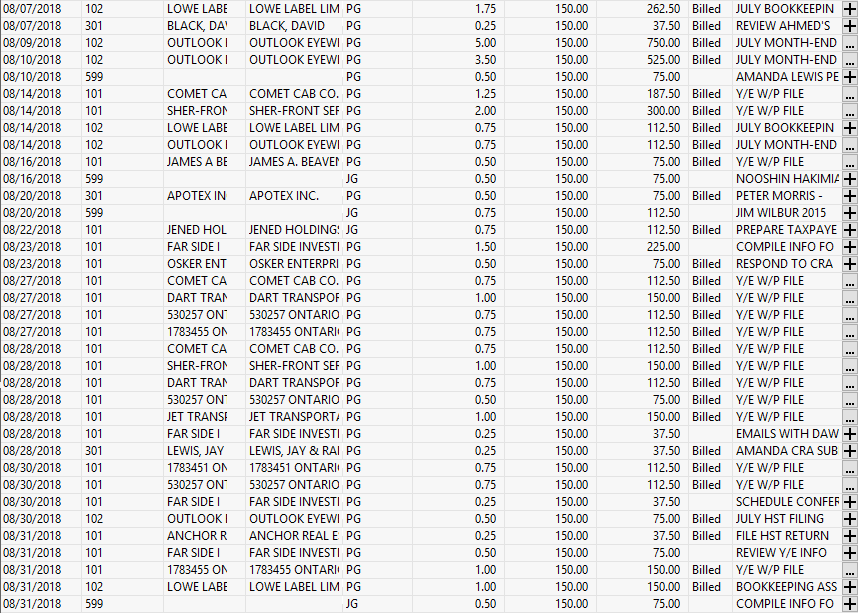 08/07/2018 102 LOWE LABE LOWE LABEL LIM PG 1.75 150.00 262.50 Billed JULY BOOKKEEPIN
08/07/2018 301 BLACK, DAV BLACK, DAVID PG 0.25 150.00 37.50 Billed REVIEW AHMED'S
08/09/2018 102 OUTLOOK I OUTLOOK EYEWI PG 5.00 150.00 750.00 Billed JULY MONTH-END ...
08/10/2018 102 OUTLOOK I OUTLOOK EYEWI PG 3.50 150.00 525.00 Billed JULY MONTH-END ...
08/10/2018 599 PG 0.50 150.00 75.00 AMANDA LEWIS PE
08/14/2018 101 COMET CA COMET CAB CO. PG 1.25 150.00 187.50 Billed Y/E W/P FILE ...
08/14/2018 101 SHER-FRON SHER-FRONT SEF PG 2.00 150.00 300.00 Billed Y/E W/P FILE ...
08/14/2018 102 LOWE LABE LOWE LABEL LIM PG 0.75 150.00 112.50 Billed JULY BOOKKEEPIN
08/14/2018 102 OUTLOOK I OUTLOOK EYEWI PG 0.75 150.00 112.50 Billed JULY MONTH-END ...
08/16/2018 101 JAMES A BE JAMES A. BEAVEN PG 0.50 150.00 75.00 Billed Y/E W/P FILE ...
08/16/2018 599 JG 0.50 150.00 75.00 NOOSHIN HAKIMIA
08/20/2018 301 APOTEX IN APOTEX INC. PG 0.50 150.00 75.00 Billed PETER MORRIS -
08/20/2018 599 JG 0.75 150.00 112.50 JIM WILBUR 2015
08/22/2018 101 JENED HOL JENED HOLDINGS JG 0.75 150.00 112.50 Billed PREPARE TAXPAYE
08/23/2018 101 FAR SIDE I FAR SIDE INVESTI PG 1.50 150.00 225.00 COMPILE INFO FO
08/23/2018 101 OSKER ENT OSKER ENTERPRI PG 0.50 150.00 75.00 Billed RESPOND TO CRA
08/27/2018 101 COMET CA COMET CAB CO. PG 0.75 150.00 112.50 Billed Y/E W/P FILE ...
08/27/2018 101 DART TRAN DART TRANSPOF PG 1.00 150.00 150.00 Billed Y/E W/P FILE ...
08/27/2018 101 530257 ONT 530257 ONTARIO PG 0.75 150.00 112.50 Billed Y/E W/P FILE ...
08/27/2018 101 1783455 ON 1783455 ONTARI PG 0.75 150.00 112.50 Billed Y/E W/P FILE ...
08/28/2018 101 COMET CA COMET CAB CO. PG 0.75 150.00 112.50 Billed Y/E W/P FILE ...
08/28/2018 101 SHER-FRON SHER-FRONT SEF PG 1.00 150.00 150.00 Billed Y/E W/P FILE ...
08/28/2018 101 DART TRAN DART TRANSPOF PG 0.75 150.00 112.50 Billed Y/E W/P FILE ...
08/28/2018 101 530257 ONT 530257 ONTARIO PG 0.50 150.00 75.00 Billed Y/E W/P FILE ...
08/28/2018 101 JET TRANSF JET TRANSPORTA PG 1.00 150.00 150.00 Billed Y/E W/P FILE ...
08/28/2018 101 FAR SIDE I FAR SIDE INVESTI PG 0.25 150.00 37.50 EMAILS WITH DAW
08/28/2018 301 LEWIS, JAY LEWIS, JAY & RAI PG 0.25 150.00 37.50 Billed AMANDA CRA SUB
08/30/2018 101 1783451 ON 1783451 ONTARI PG 0.75 150.00 112.50 Billed Y/E W/P FILE ...
08/30/2018 101 530257 ONT 530257 ONTARIO PG 0.75 150.00 112.50 Billed Y/E W/P FILE ...
08/30/2018 101 FAR SIDE I FAR SIDE INVESTI PG 0.25 150.00 37.50 SCHEDULE CONFER
08/30/2018 102 OUTLOOK I OUTLOOK EYEWI PG 0.50 150.00 75.00 Billed JULY HST FILING
08/31/2018 101 ANCHOR R ANCHOR REAL E PG 0.25 150.00 37.50 Billed FILE HST RETURN
08/31/2018 101 FAR SIDE I FAR SIDE INVESTI PG 0.50 150.00 75.00 REVIEW Y/E INFO
08/31/2018 101 1783455 ON 1783455 ONTARI PG 1.00 150.00 150.00 Billed Y/E W/P FILE ...
08/31/2018 102 LOWE LABE LOWE LABEL LIM PG 1.00 150.00 150.00 Billed BOOKKEEPING ASS
08/31/2018 599 JG 0.50 150.00 75.00 COMPILE INFO FO